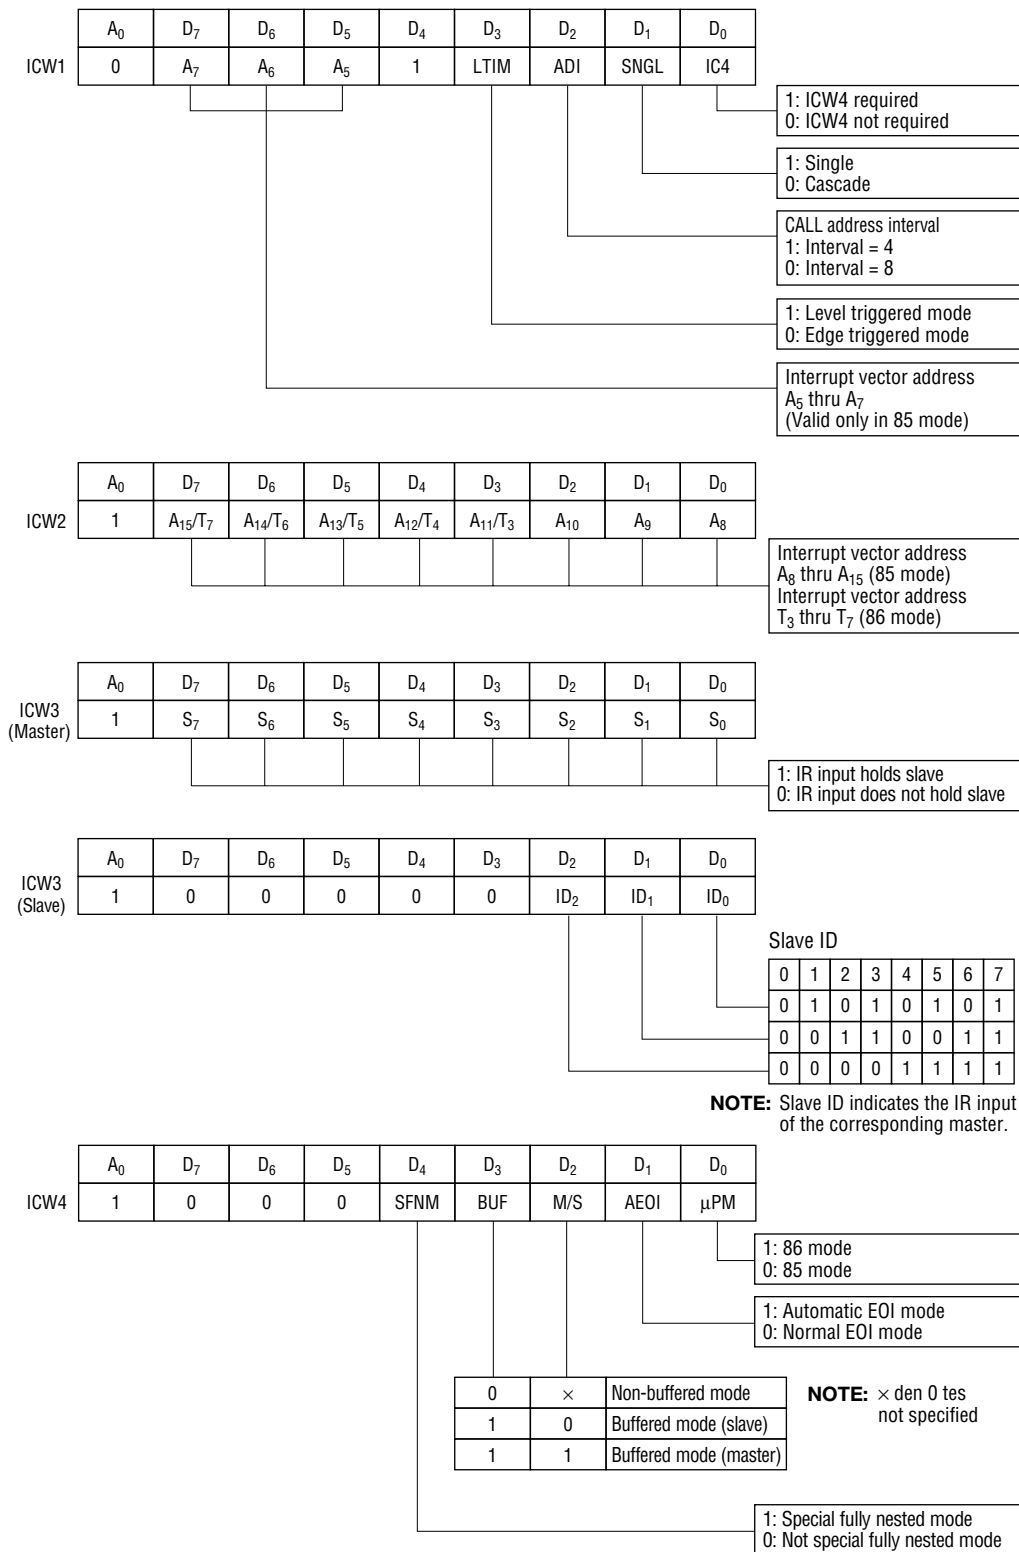 A₀ D₇ D₆ D₅ D₄ D₃ D₂ D₁ D₀
ICW1 0 A₇ A₆ A₅ 1 LTIM ADI SNGL IC4
1: ICW4 required
0: ICW4 not required
1: Single
0: Cascade
CALL address interval
1: Interval = 4
0: Interval = 8
1: Level triggered mode
0: Edge triggered mode
Interrupt vector address
A₅ thru A₇
(Valid only in 85 mode)
A₀ D₇ D₆ D₅ D₄ D₃ D₂ D₁ D₀
ICW2 1 A₁₅/T₇ A₁₄/T₆ A₁₃/T₅ A₁₂/T₄ A₁₁/T₃ A₁₀ A₉ A₈
Interrupt vector address
A₈ thru A₁₅ (85 mode)
Interrupt vector address
T₃ thru T₇ (86 mode)
A₀ D₇ D₆ D₅ D₄ D₃ D₂ D₁ D₀
ICW3
(Master)
1 S₇ S₆ S₅ S₄ S₃ S₂ S₁ S₀
1: IR input holds slave
0: IR input does not hold slave
A₀ D₇ D₆ D₅ D₄ D₃ D₂ D₁ D₀
ICW3
(Slave)
1 0 0 0 0 0 ID₂ ID₁ ID₀
Slave ID
0 1 2 3 4 5 6 7
0 1 0 1 0 1 0 1
0 0 1 1 0 0 1 1
0 0 0 0 1 1 1 1
NOTE: Slave ID indicates the IR input
of the corresponding master.
A₀ D₇ D₆ D₅ D₄ D₃ D₂ D₁ D₀
ICW4 1 0 0 0 SFNM BUF M/S AEOI µPM
1: 86 mode
0: 85 mode
1: Automatic EOI mode
0: Normal EOI mode
0 × Non-buffered mode
1 0 Buffered mode (slave)
1 1 Buffered mode (master)
NOTE: × den 0 tes
not specified
1: Special fully nested mode
0: Not special fully nested mode